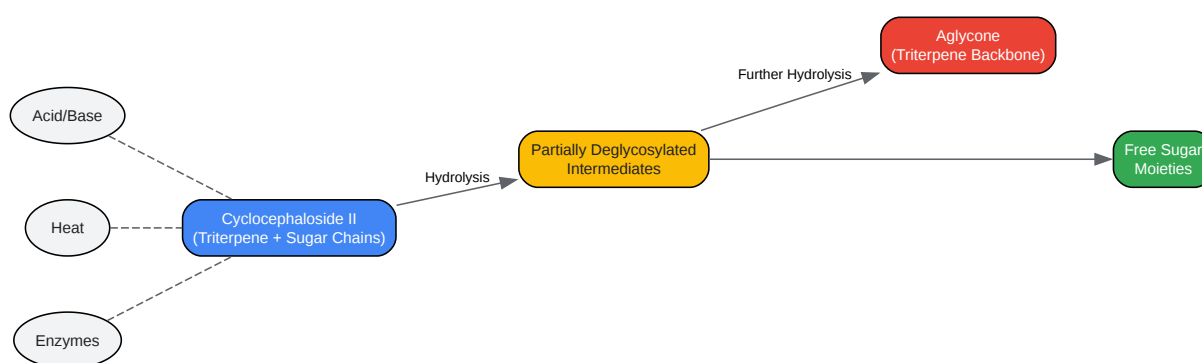 Acid/Base
Heat
Enzymes
Cyclocephaloside II
(Triterpene + Sugar Chains)
Hydrolysis
Partially Deglycosylated
Intermediates
Further Hydrolysis
Aglycone
(Triterpene Backbone)
Free Sugar
Moieties